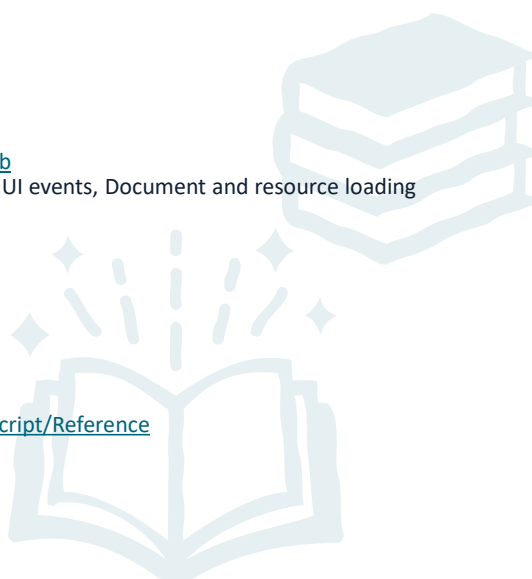 b
UI events, Document and resource loading
cript/Reference